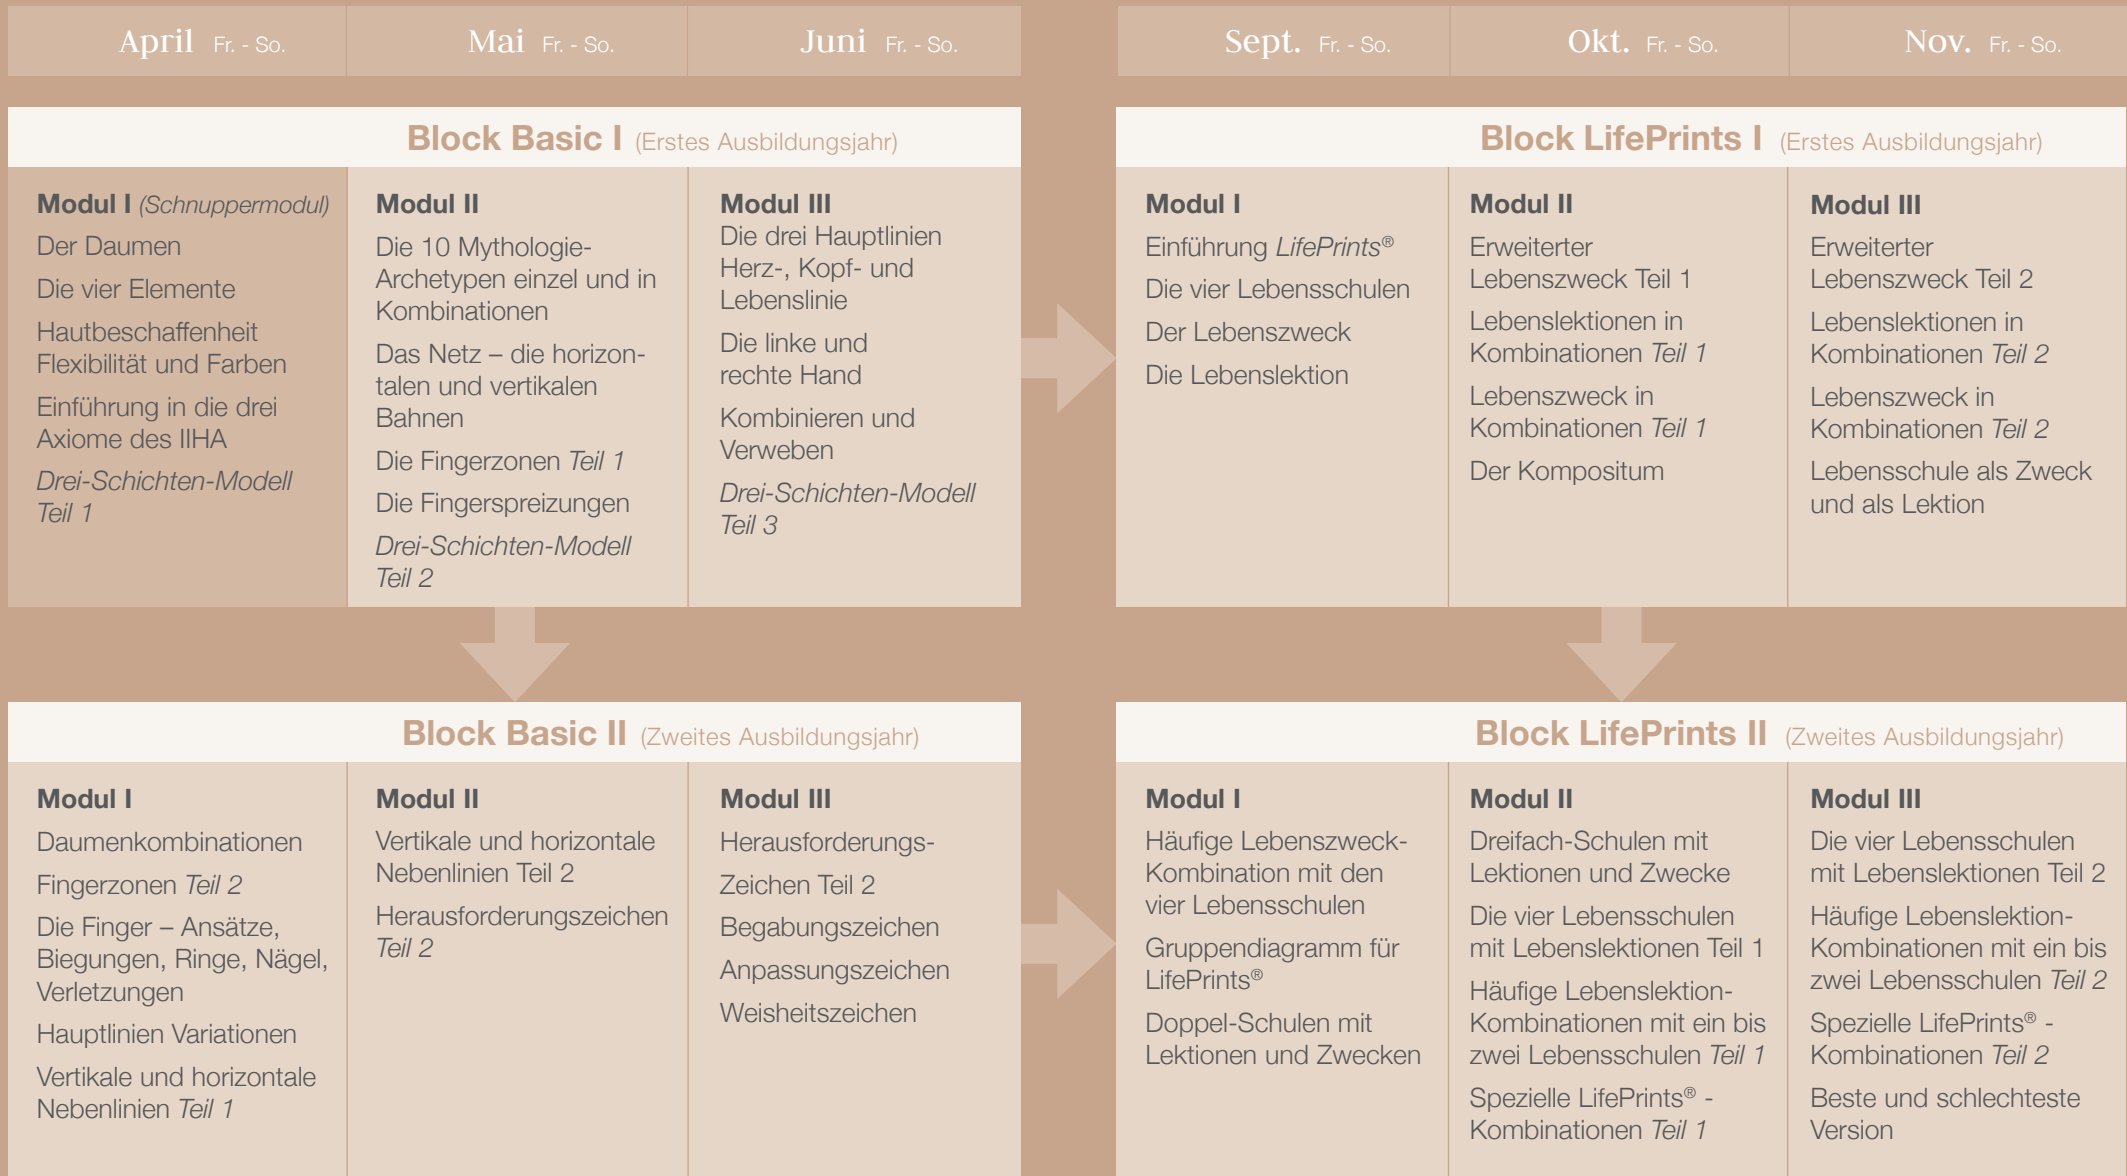 April Fr. - So.
Mai Fr. - So.
Juni Fr. - So.
Sept. Fr. - So.
Okt. Fr. - So.
Nov. Fr. - So.
Block Basic I (Erstes Ausbildungsjahr)
Modul I (Schnuppermodul)
Der Daumen
Die vier Elemente
Hautbeschaffenheit
Flexibilität und Farben
Einführung in die drei
Axiome des IIHA
Drei-Schichten-Modell
Teil 1
Modul II
Die 10 Mythologie-
Archetypen einzel und in
Kombinationen
Das Netz – die horizon-
talen und vertikalen
Bahnen
Die Fingerzonen Teil 1
Die Fingerspreizungen
Drei-Schichten-Modell
Teil 2
Modul III
Die drei Hauptlinien
Herz-, Kopf- und
Lebenslinie
Die linke und
rechte Hand
Kombinieren und
Verweben
Drei-Schichten-Modell
Teil 3
Block LifePrints I (Erstes Ausbildungsjahr)
Modul I
Einführung LifePrints®
Die vier Lebensschulen
Der Lebenszweck
Die Lebenslektion
Modul II
Erweiterter
Lebenszweck Teil 1
Lebenslektionen in
Kombinationen Teil 1
Lebenszweck in
Kombinationen Teil 1
Der Kompositum
Modul III
Erweiterter
Lebenszweck Teil 2
Lebenslektionen in
Kombinationen Teil 2
Lebenszweck in
Kombinationen Teil 2
Lebensschule als Zweck
und als Lektion
Block Basic II (Zweites Ausbildungsjahr)
Modul I
Daumenkombinationen
Fingerzonen Teil 2
Die Finger – Ansätze,
Biegungen, Ringe, Nägel,
Verletzungen
Hauptlinien Variationen
Vertikale und horizontale
Nebenlinien Teil 1
Modul II
Vertikale und horizontale
Nebenlinien Teil 2
Herausforderungszeichen
Teil 2
Modul III
Herausforderungs-
Zeichen Teil 2
Begabungszeichen
Anpassungszeichen
Weisheitszeichen
Block LifePrints II (Zweites Ausbildungsjahr)
Modul I
Häufige Lebenszweck-
Kombination mit den
vier Lebensschulen
Gruppendiagramm für
LifePrints®
Doppel-Schulen mit
Lektionen und Zwecken
Modul II
Dreifach-Schulen mit
Lektionen und Zwecke
Die vier Lebensschulen
mit Lebenslektionen Teil 1
Häufige Lebenslektion-
Kombinationen mit ein bis
zwei Lebensschulen Teil 1
Spezielle LifePrints® -
Kombinationen Teil 1
Modul III
Die vier Lebensschulen
mit Lebenslektionen Teil 2
Häufige Lebenslektion-
Kombinationen mit ein bis
zwei Lebensschulen Teil 2
Spezielle LifePrints® -
Kombinationen Teil 2
Beste und schlechteste
Version